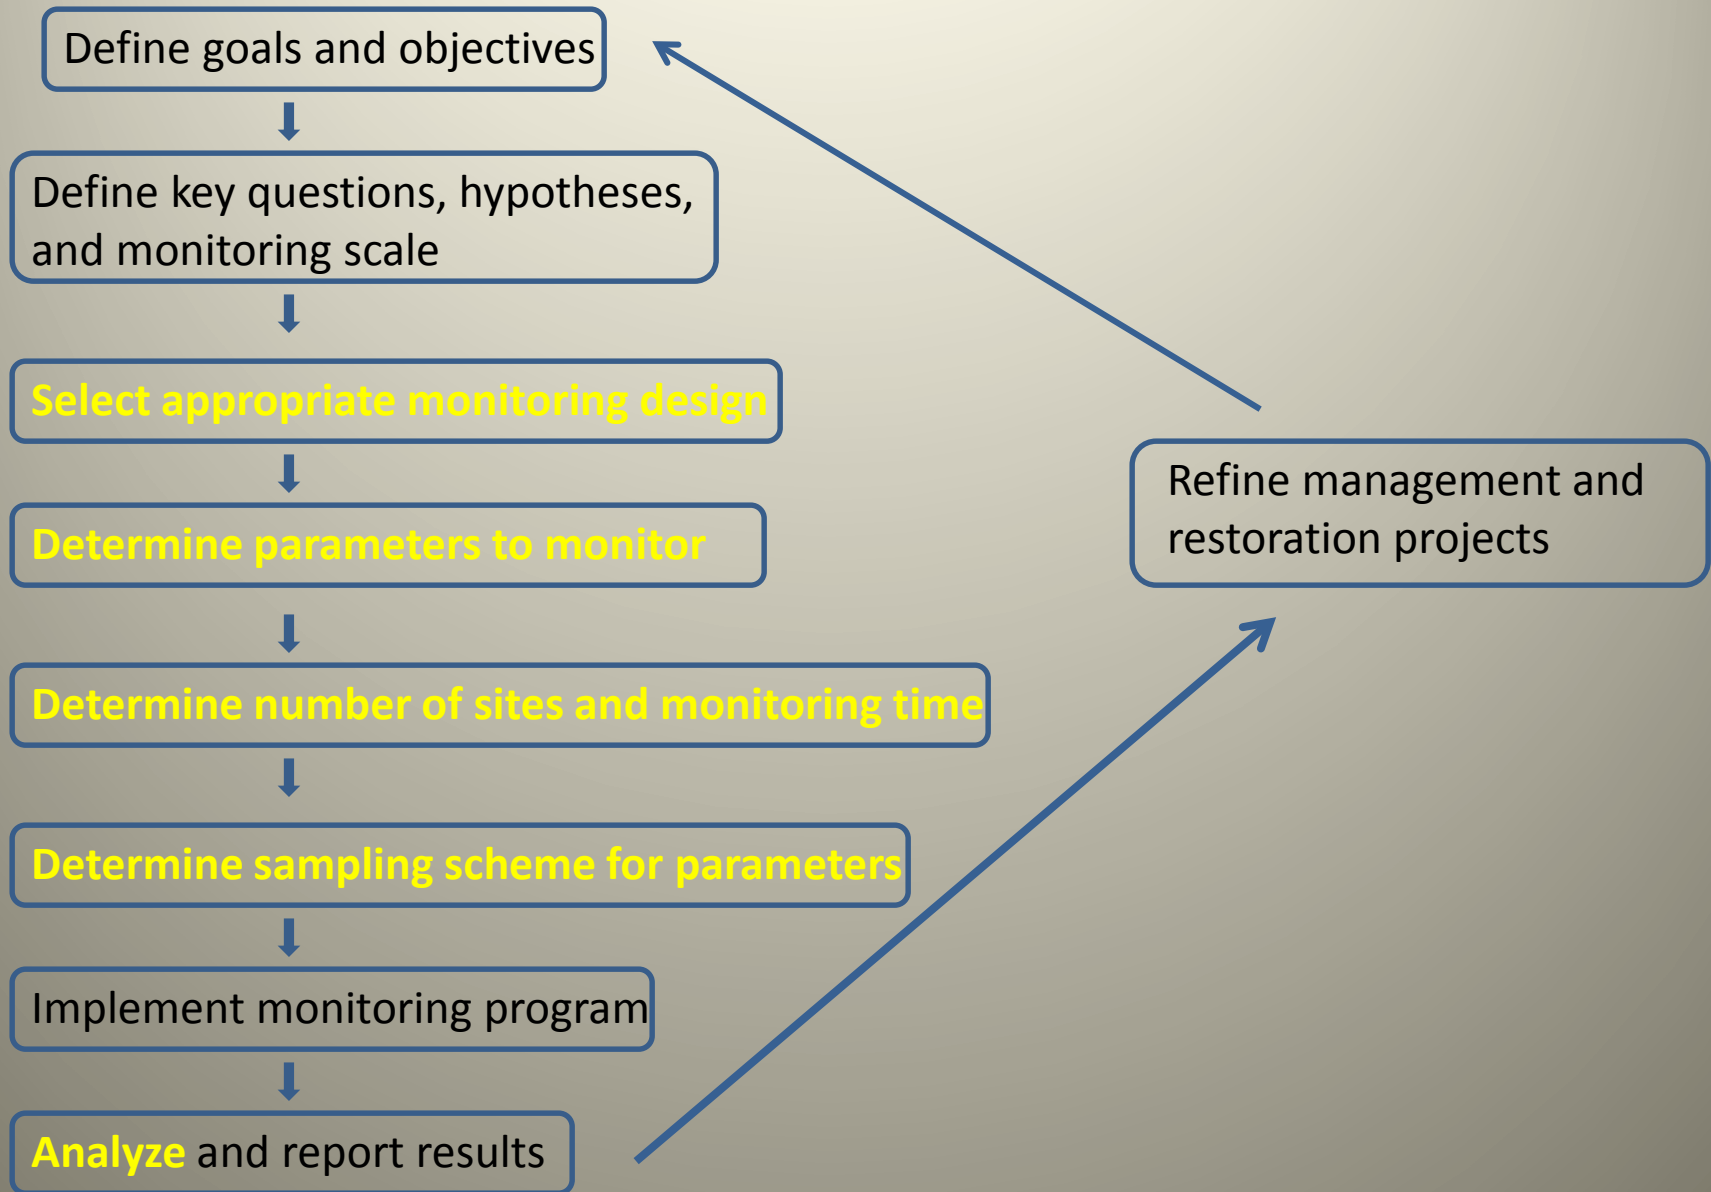 Define goals and objectives
Define key questions, hypotheses,
and monitoring scale
Select appropriate monitoring design
Determine parameters to monitor
Determine number of sites and monitoring time
Determine sampling scheme for parameters
Implement monitoring program
Analyze and report results
Refine management and
restoration projects